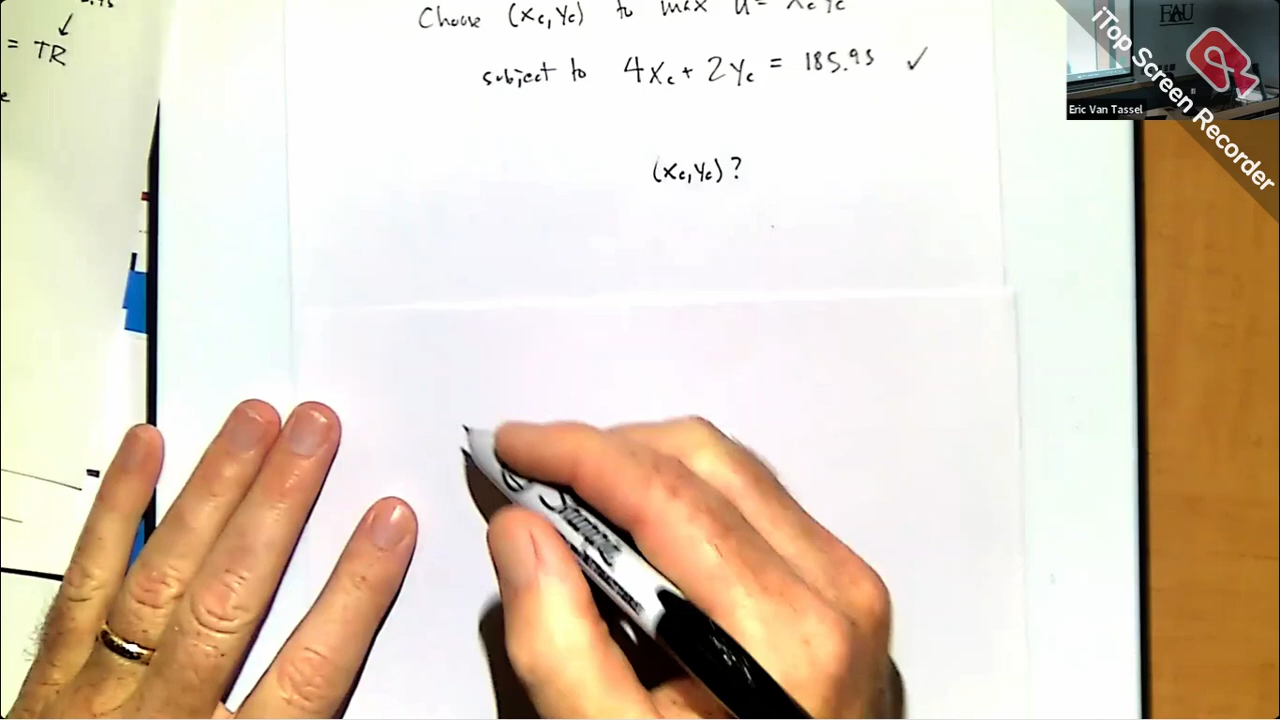 = TR
Choose (xc, yc) to max u = xc yc
subject to 4xc + 2yc = 185.95 ✓
(xc, yc) ?
FAU
iTop Screen Recorder
Eric Van Tassel